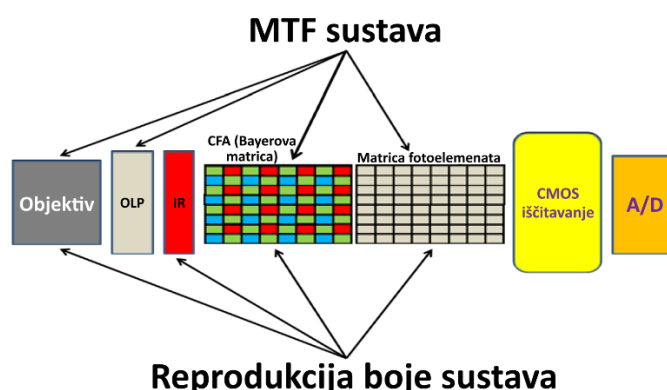 MTF sustava
CFA (Bayerova
matrica)
Matrica fotoelemenata
Objektiv
OLP
IR
CMOS
iščitavanje
A/D
Reprodukcija boje sustava